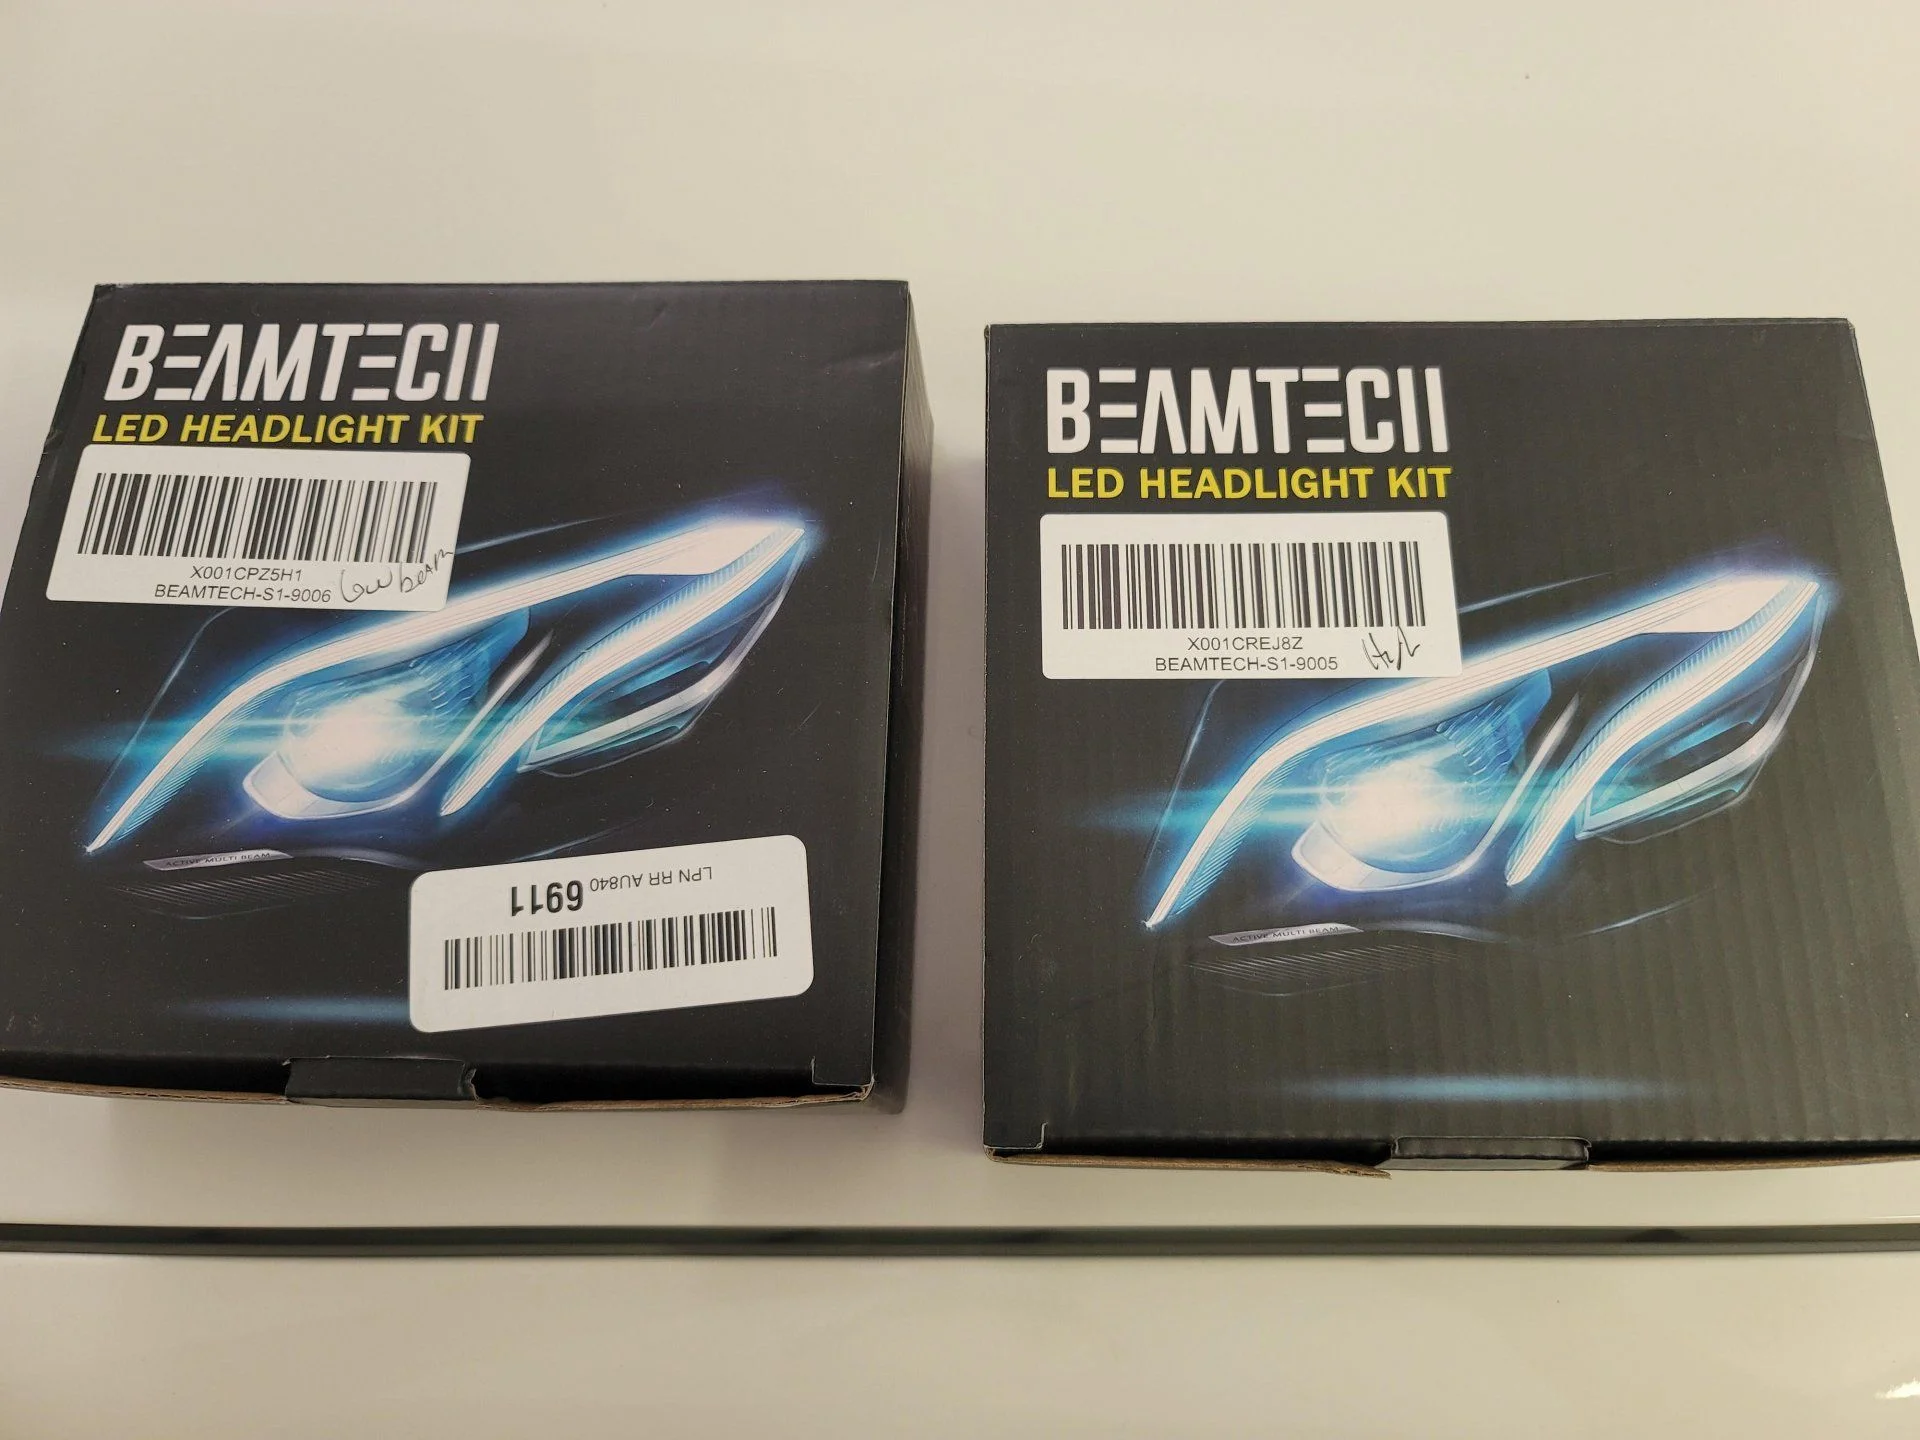 BEAMTECH
LED HEADLIGHT KIT
X001CPZ5H1
BEAMTECH-S1-9006 Low beam
ACTIVE MULTI BEAM
LPN RR AU840 6911
BEAMTECH
LED HEADLIGHT KIT
X001CREJ8Z
BEAMTECH-S1-9005
ACTIVE MULTI BEAM